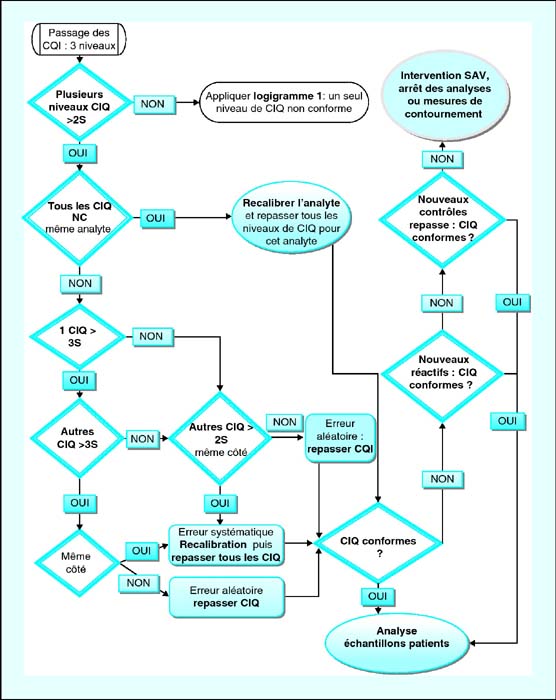 Passage des
CQI : 3 niveaux
Plusieurs
niveaux CIQ
>2S
NON
Appliquer logigramme 1: un seul
niveau de CIQ non conforme
OUI
Tous les CIQ
NC
même analyte
OUI
Recalibrer l'analyte
et repasser tous les
niveaux de CIQ pour
cet analyte
NON
1 CIQ >
3S
NON
OUI
Autres
CIQ >3S
NON
Autres CIQ >
2S
même côté
NON
Erreur
aléatoire :
repasser CQI
OUI
OUI
Même
côté
OUI
Erreur systématique
Recalibration puis
repasser tous les CIQ
NON
Erreur aléatoire
repasser CIQ
CIQ conformes
?
OUI
Analyse
échantillons patients
NON
Nouveaux
réactifs : CIQ
conformes ?
OUI
NON
Nouveaux
contrôles
repasse : CIQ
conformes ?
OUI
NON
Intervention SAV,
arrêt des analyses
ou mesures de
contournement